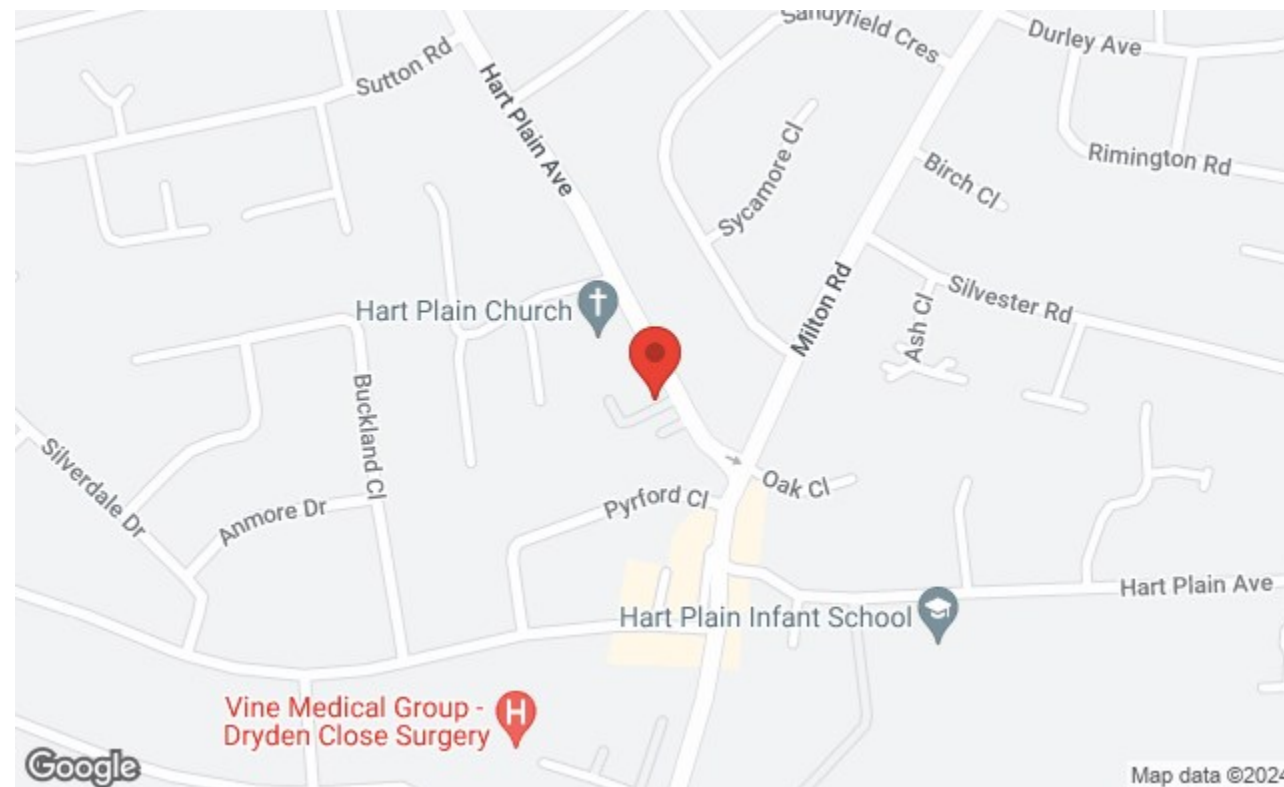 Sandyfield Cres
Durley Ave
Sutton Rd
Hart Plain Ave
Sycamore Cl
Birch Cl
Rimington Rd
Milton Rd
Silvester Rd
Ash Cl
Hart Plain Church
Buckland Cl
Silverdale Dr
Anmore Dr
Pyrford Cl
Oak Cl
Hart Plain Ave
Hart Plain Infant School
Vine Medical Group -
Dryden Close Surgery
H
Google
Map data ©2024